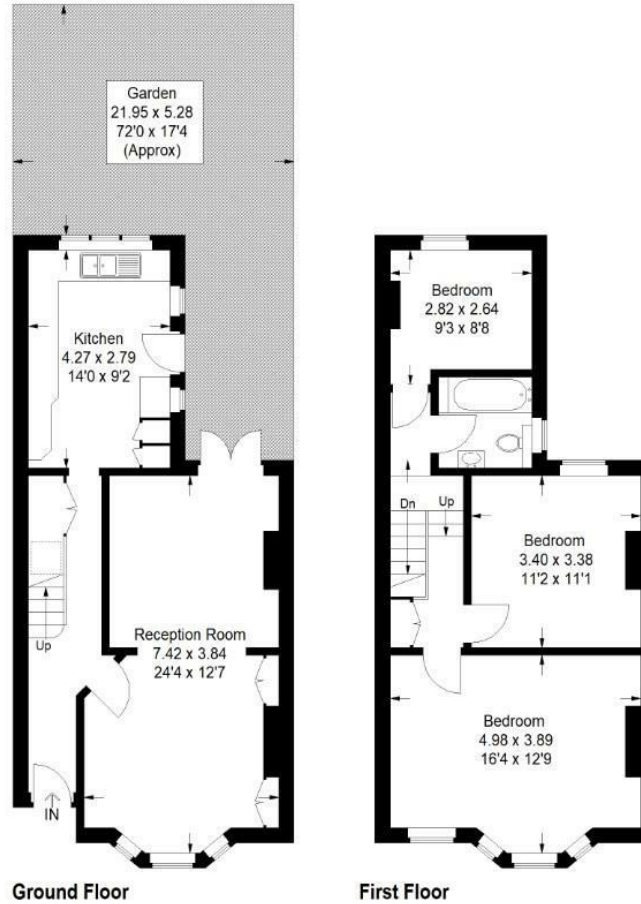 Garden
21.95 x 5.28
72'0 x 17'4
(Approx)
Kitchen
4.27 x 2.79
14'0 x 9'2
Up
Reception Room
7.42 x 3.84
24'4 x 12'7
IN
Ground Floor
Bedroom
2.82 x 2.64
9'3 x 8'8
Dn
Up
Bedroom
3.40 x 3.38
11'2 x 11'1
Bedroom
4.98 x 3.89
16'4 x 12'9
First Floor